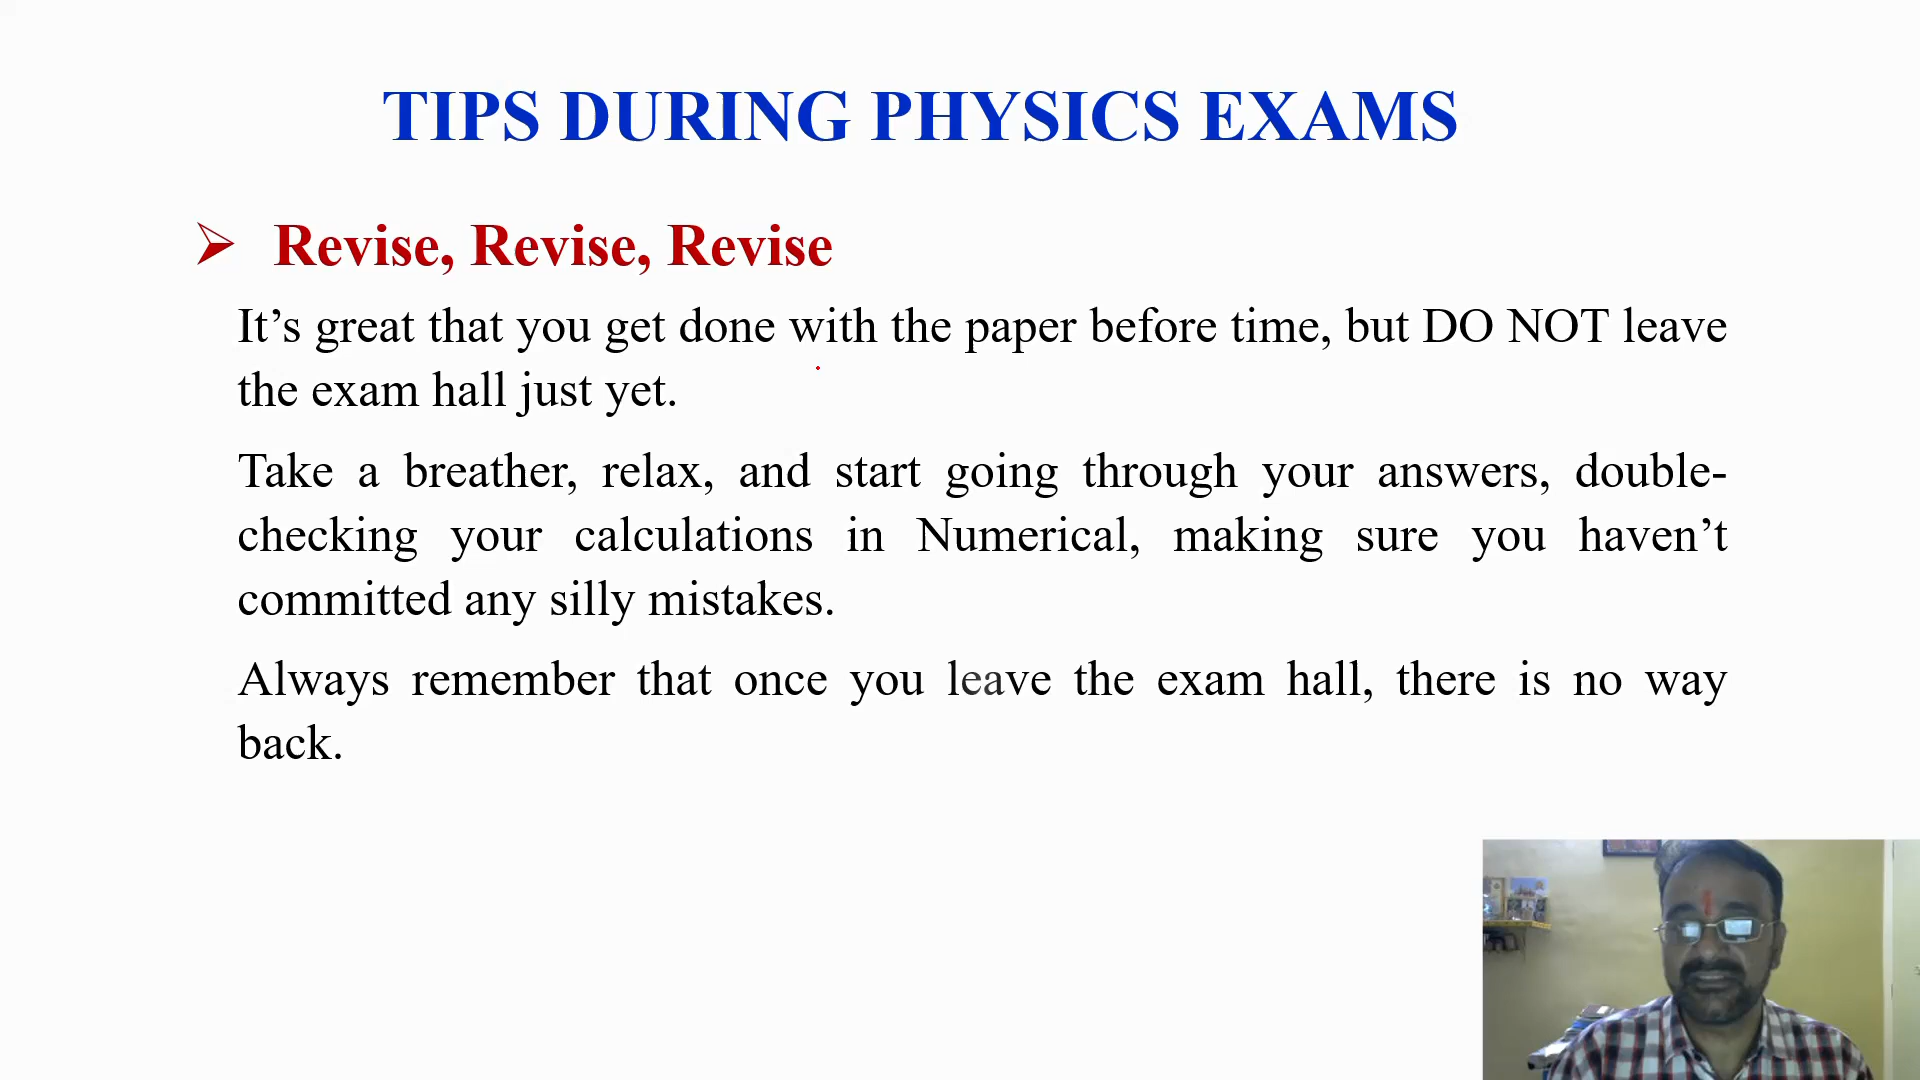 TIPS DURING PHYSICS EXAMS
Revise, Revise, Revise
It’s great that you get done with the paper before time, but DO NOT leave
the exam hall just yet.
Take a breather, relax, and start going through your answers, double-
checking your calculations in Numerical, making sure you haven’t
committed any silly mistakes.
Always remember that once you leave the exam hall, there is no way
back.